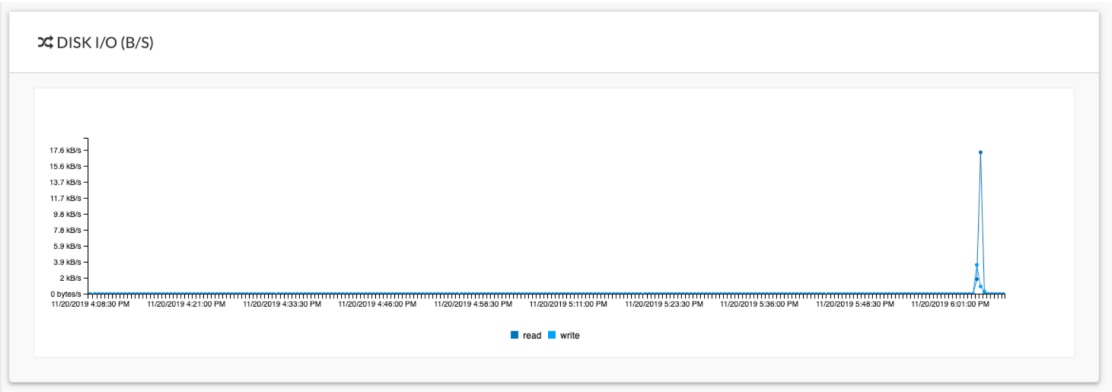 DISK I/O (B/S)
17.6 kB/s
15.6 kB/s
13.7 kB/s
11.7 kB/s
9.8 kB/s
7.8 kB/s
5.9 kB/s
3.9 kB/s
2 kB/s
0 bytes/s
11/20/2019 4:08:30 PM 11/20/2019 4:21:00 PM 11/20/2019 4:33:30 PM 11/20/2019 4:46:00 PM 11/20/2019 4:58:30 PM 11/20/2019 5:11:00 PM 11/20/2019 5:23:30 PM 11/20/2019 5:36:00 PM 11/20/2019 5:48:30 PM 11/20/2019 6:01:00 PM
read write